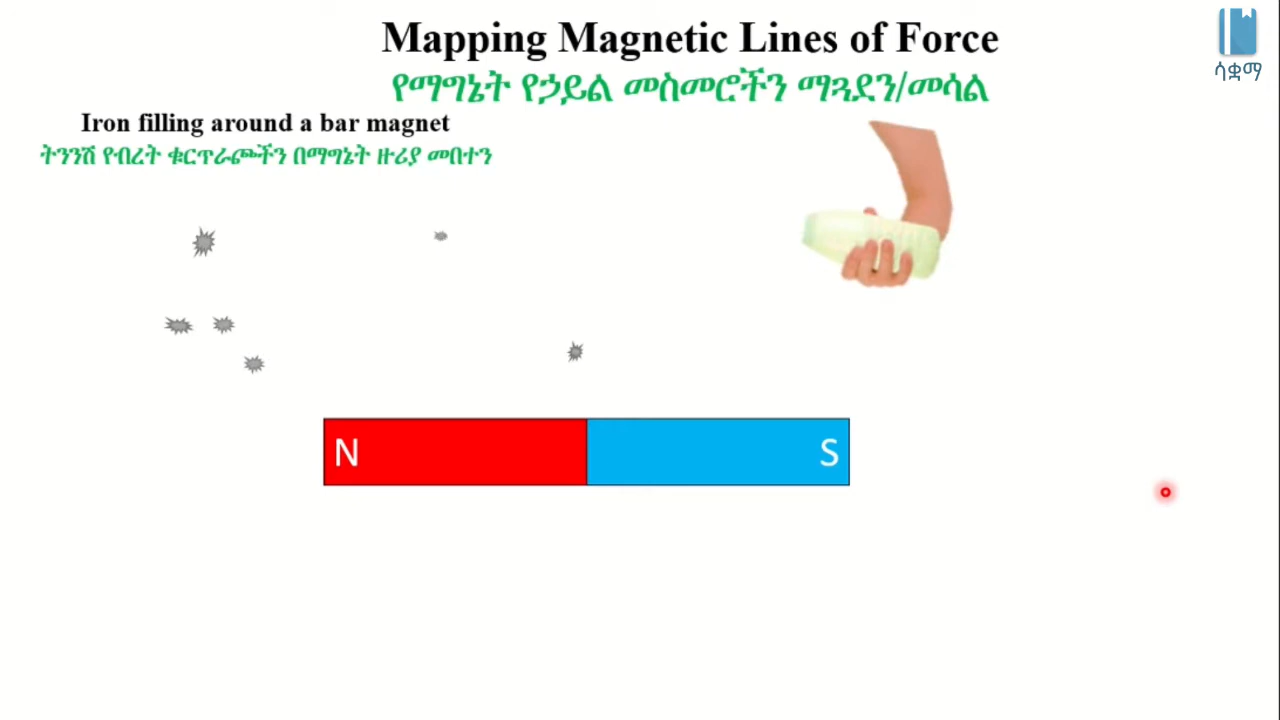 Mapping Magnetic Lines of Force
የማግኔት የኃይል መስመሮችን ማጓደን/መሳል
ሳቋማ
Iron filling around a bar magnet
ትንንሽ የብረት ቁርጥራጮችን በማግኔት ዙሪያ መበተን
N
S